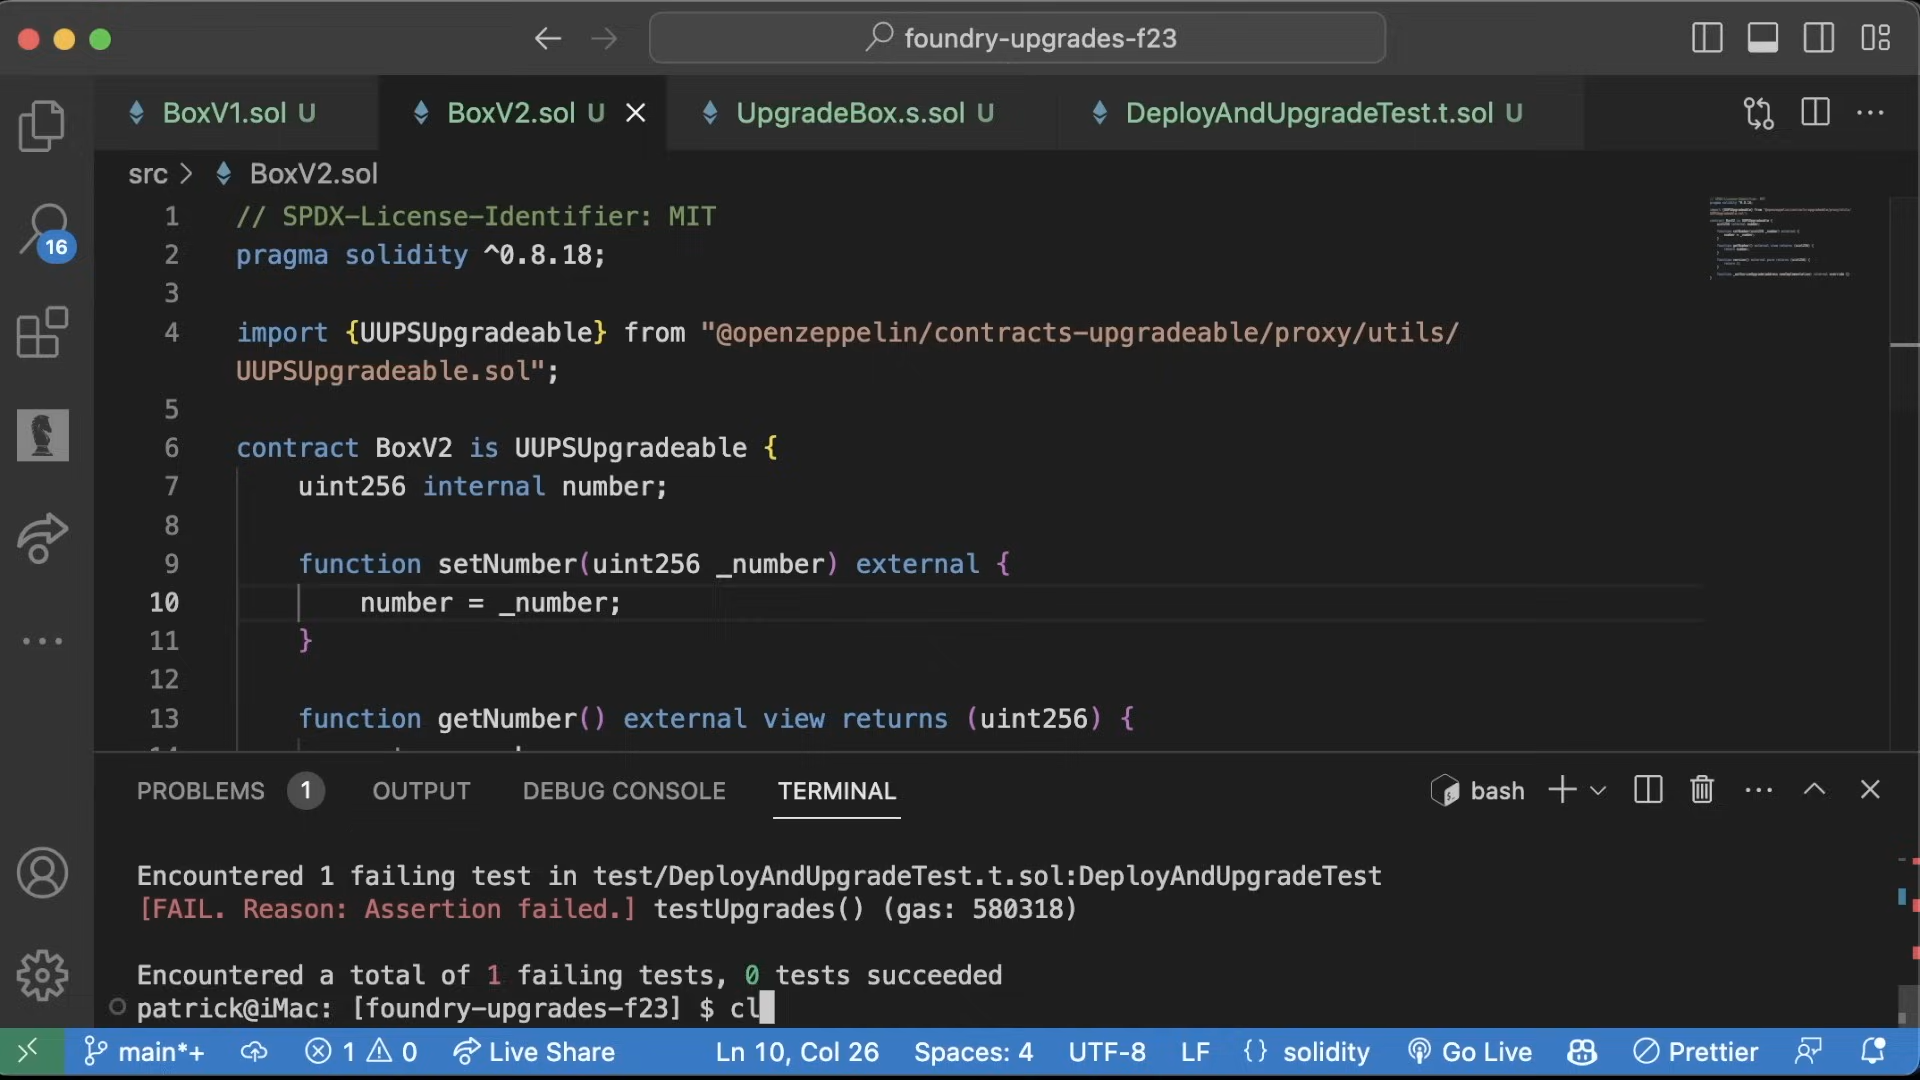 foundry-upgrades-f23
BoxV1.sol U
BoxV2.sol U
UpgradeBox.s.sol U
DeployAndUpgradeTest.t.sol U
src > BoxV2.sol
16
1 // SPDX-License-Identifier: MIT
2 pragma solidity ^0.8.18;
3
4 import {UUPSUpgradeable} from "@openzeppelin/contracts-upgradeable/proxy/utils/
UUPSUpgradeable.sol";
5
6 contract BoxV2 is UUPSUpgradeable {
7 uint256 internal number;
8
9 function setNumber(uint256 _number) external {
10 number = _number;
11 }
12
13 function getNumber() external view returns (uint256) {
PROBLEMS 1 OUTPUT DEBUG CONSOLE TERMINAL bash
Encountered 1 failing test in test/DeployAndUpgradeTest.t.sol:DeployAndUpgradeTest
[FAIL. Reason: Assertion failed.] testUpgrades() (gas: 580318)
Encountered a total of 1 failing tests, 0 tests succeeded
patrick@iMac: [foundry-upgrades-f23] $ cl
main*+ 1 0 Live Share Ln 10, Col 26 Spaces: 4 UTF-8 LF {} solidity Go Live Prettier